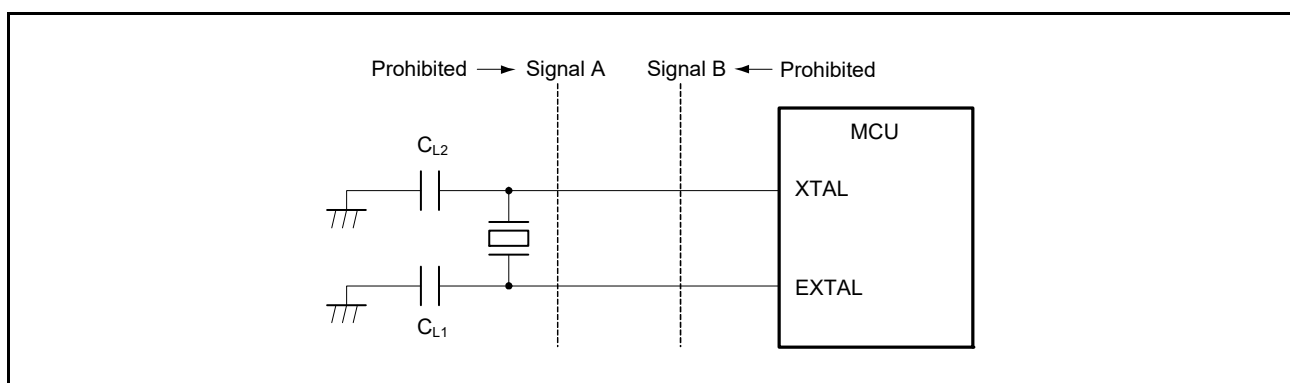 Prohibited Signal A Signal B Prohibited
MCU
CL2
XTAL
EXTAL
CL1